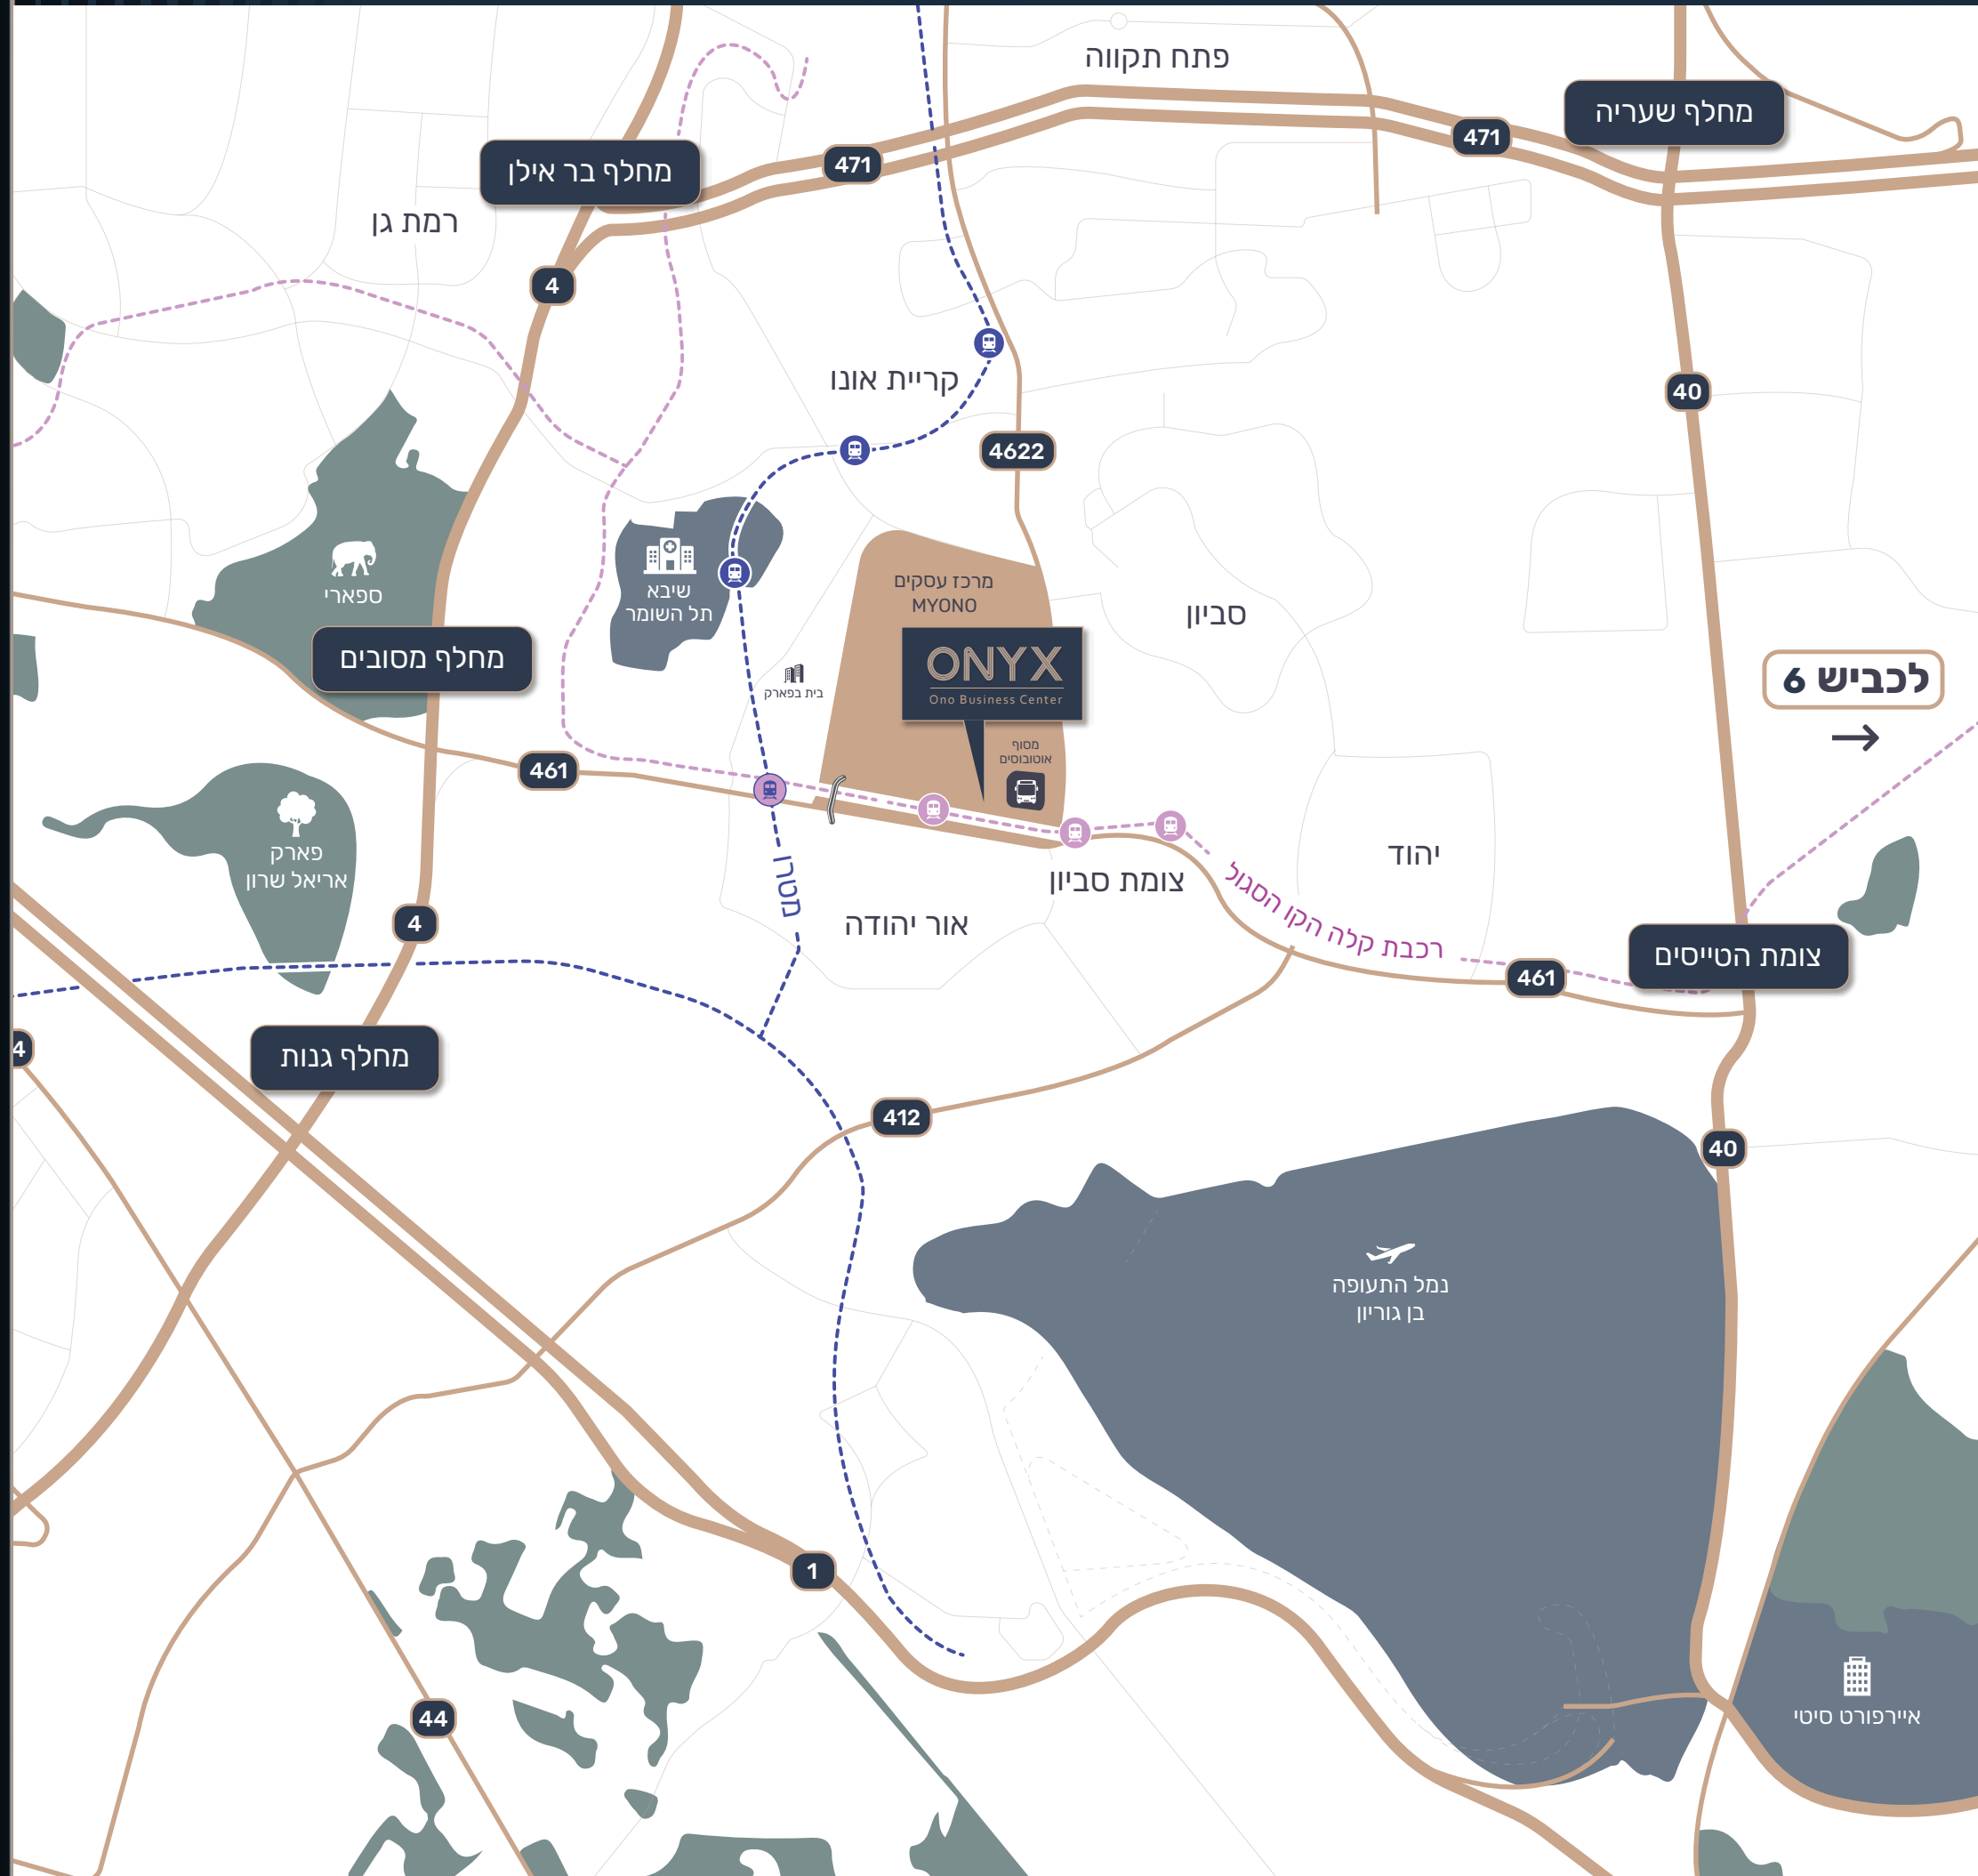 פתח תקווה
מחלף שעריה
471
מחלף בר אילן
471
רמת גן
4
קריית אונו
40
4622
ספארי
שיבא
תל השומר
מרכז עסקים
MYONO
סביון
מחלף מסובים
ONYX
Ono Business Center
לכביש 6
→
בית בפארק
מסוף
אוטובוסים
461
פארק
אריאל שרון
מטרו
צומת סביון
יהוד
רכבת קלה הקו הסגול
4
אור יהודה
צומת הטייסים
461
4
מחלף גנות
412
40
נמל התעופה
בן גוריון
1
44
איירפורט סיטי